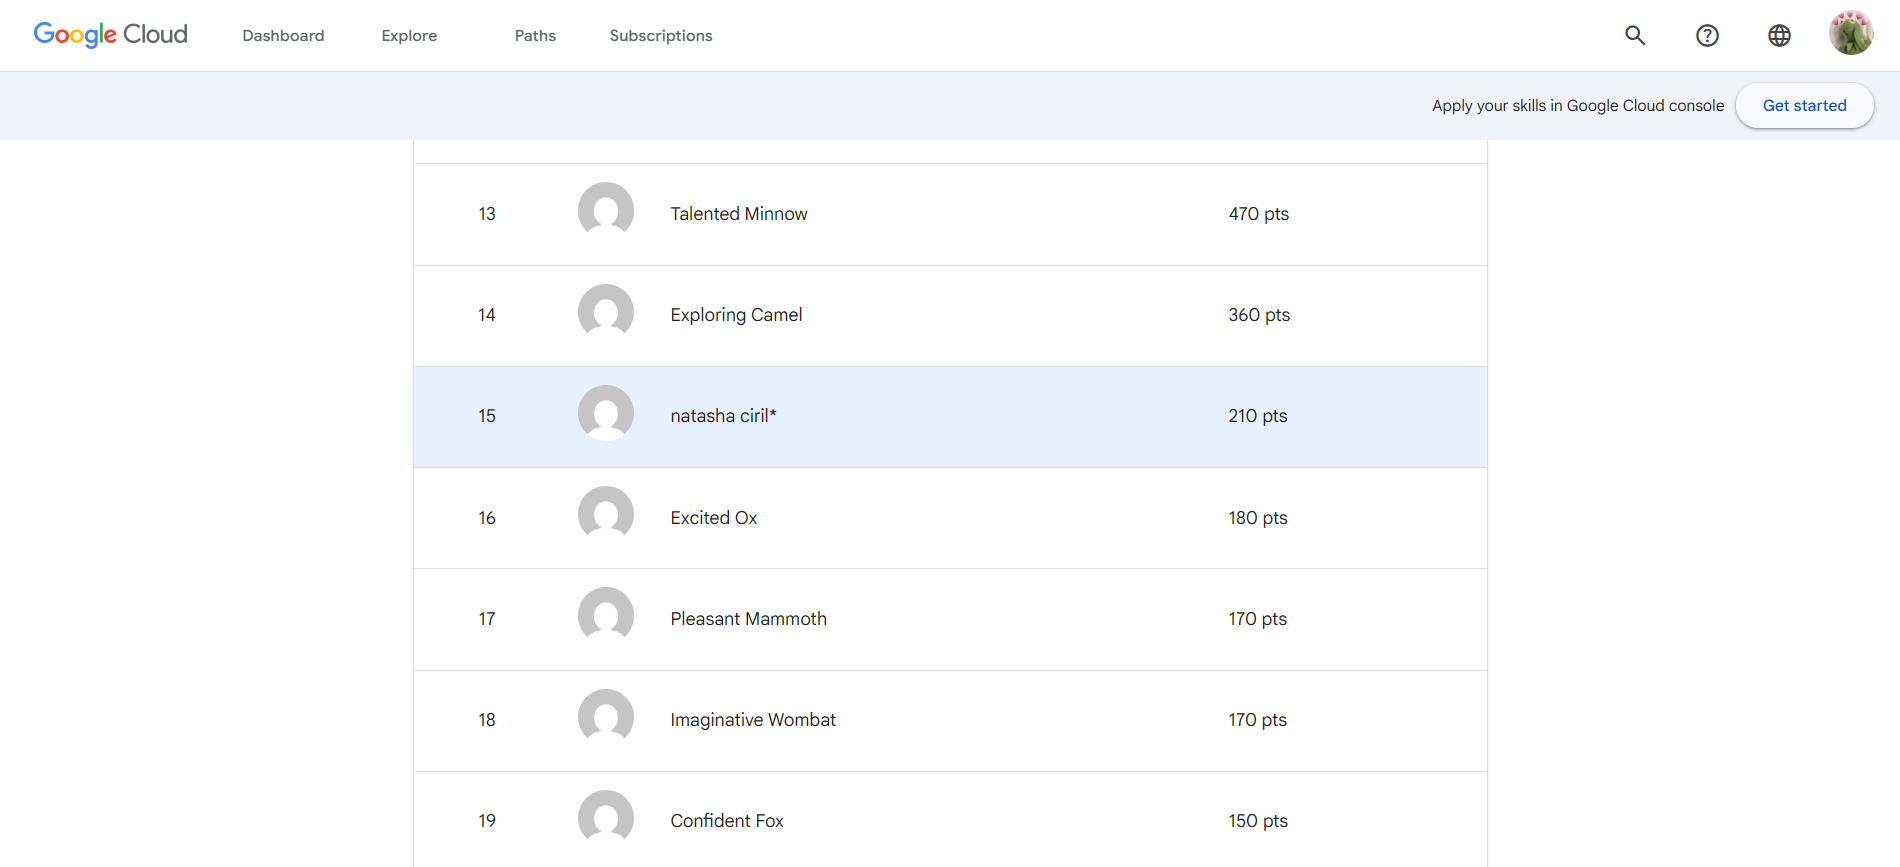 Google Cloud Dashboard Explore Paths Subscriptions
Apply your skills in Google Cloud console Get started
13 Talented Minnow 470 pts
14 Exploring Camel 360 pts
15 natasha ciril* 210 pts
16 Excited Ox 180 pts
17 Pleasant Mammoth 170 pts
18 Imaginative Wombat 170 pts
19 Confident Fox 150 pts